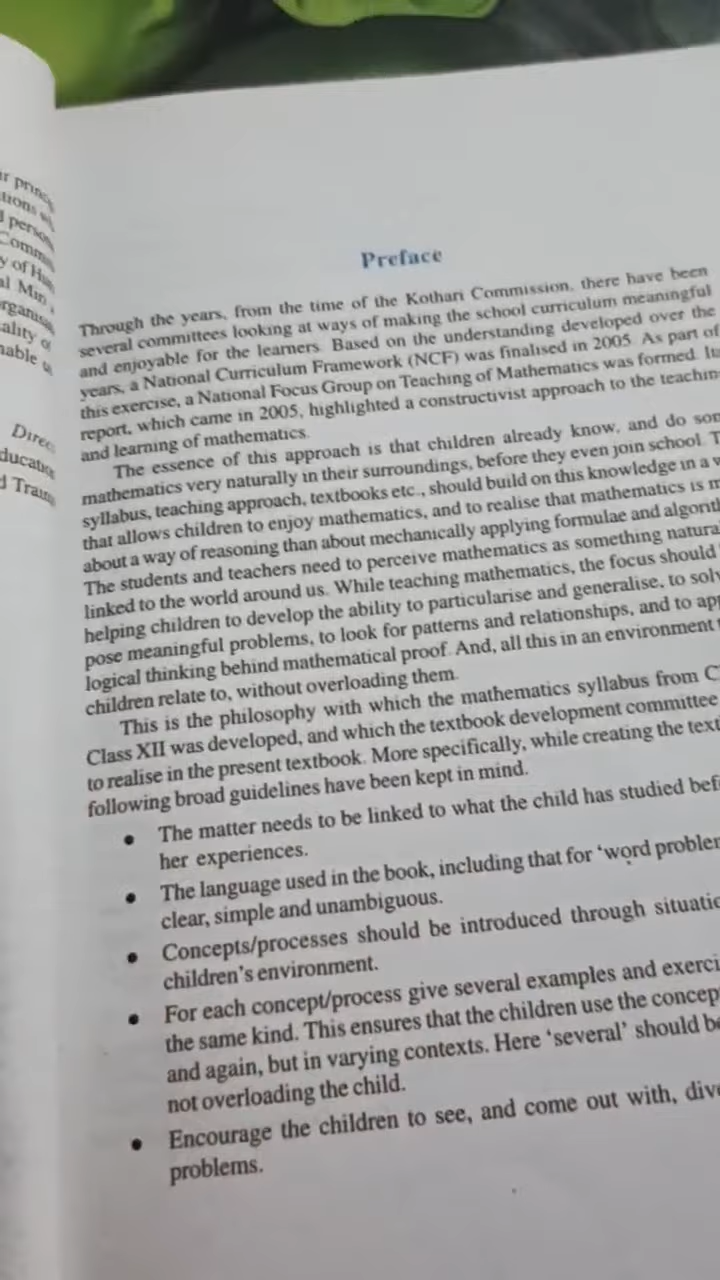 Preface
Through the years, from the time of the Kothari Commission, there have been
several committees looking at ways of making the school curriculum meaningful
and enjoyable for the learners. Based on the understanding developed over the
years, a National Curriculum Framework (NCF) was finalised in 2005. As part of
this exercise, a National Focus Group on Teaching of Mathematics was formed. Its
report, which came in 2005, highlighted a constructivist approach to the
and learning of mathematics.
The essence of this approach is that children already know, and do
mathematics very naturally in their surroundings, before they even join school.
syllabus, teaching approach, textbooks etc., should build on this knowledge in a
that allows children to enjoy mathematics, and to realise that mathematics is
about a way of reasoning than about mechanically applying formulae and
The students and teachers need to perceive mathematics as something
linked to the world around us. While teaching mathematics, the focus should
helping children to develop the ability to particularise and generalise, to
pose meaningful problems, to look for patterns and relationships, and to
logical thinking behind mathematical proof. And, all this in an environment
children relate to, without overloading them.
This is the philosophy with which the mathematics syllabus from
Class XII was developed, and which the textbook development committee
to realise in the present textbook. More specifically, while creating the
following broad guidelines have been kept in mind.
• The matter needs to be linked to what the child has studied
her experiences.
• The language used in the book, including that for ‘word
clear, simple and unambiguous.
• Concepts/processes should be introduced through
children’s environment.
• For each concept/process give several examples and
the same kind. This ensures that the children use the
and again, but in varying contexts. Here ‘several’ should
not overloading the child.
• Encourage the children to see, and come out with,
problems.